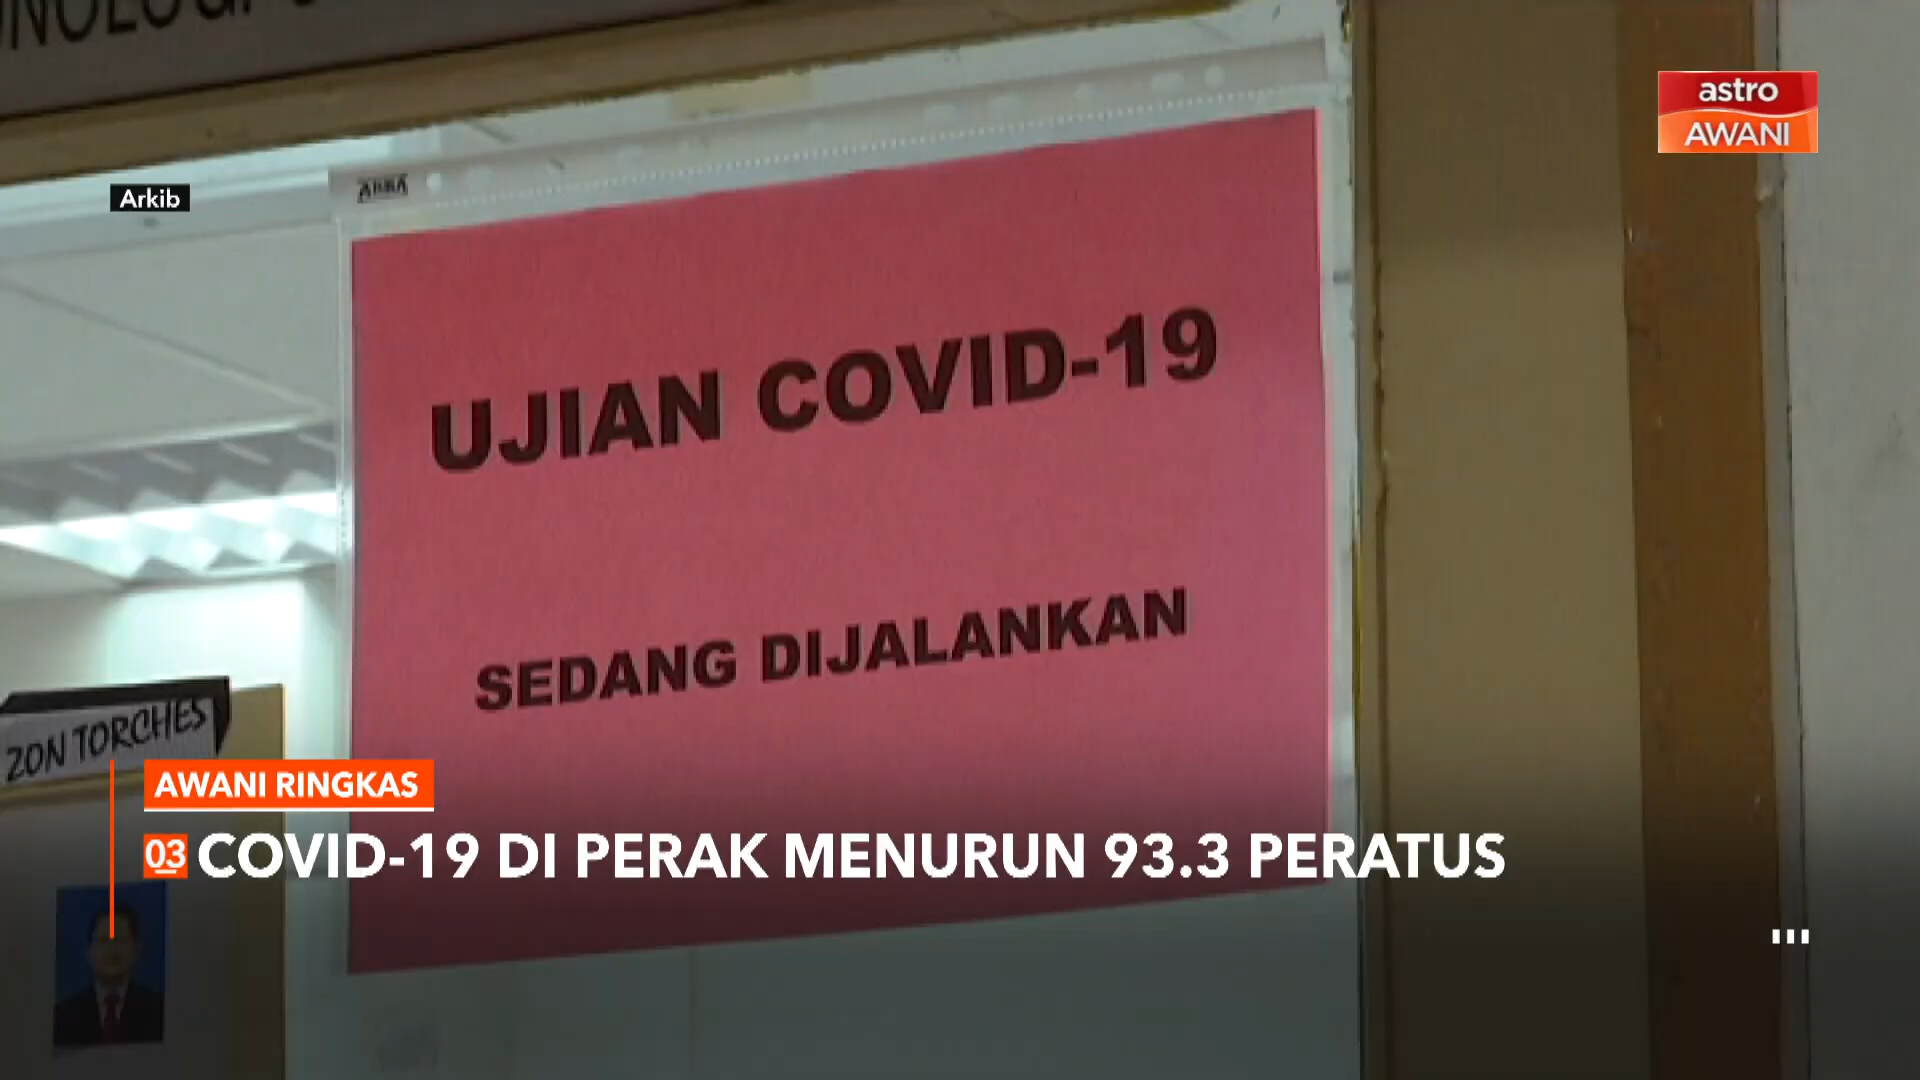 astro
AWANI
Arkib
UJIAN COVID-19
SEDANG DIJALANKAN
ZON TORCHES
AWANI RINGKAS
03 COVID-19 DI PERAK MENURUN 93.3 PERATUS